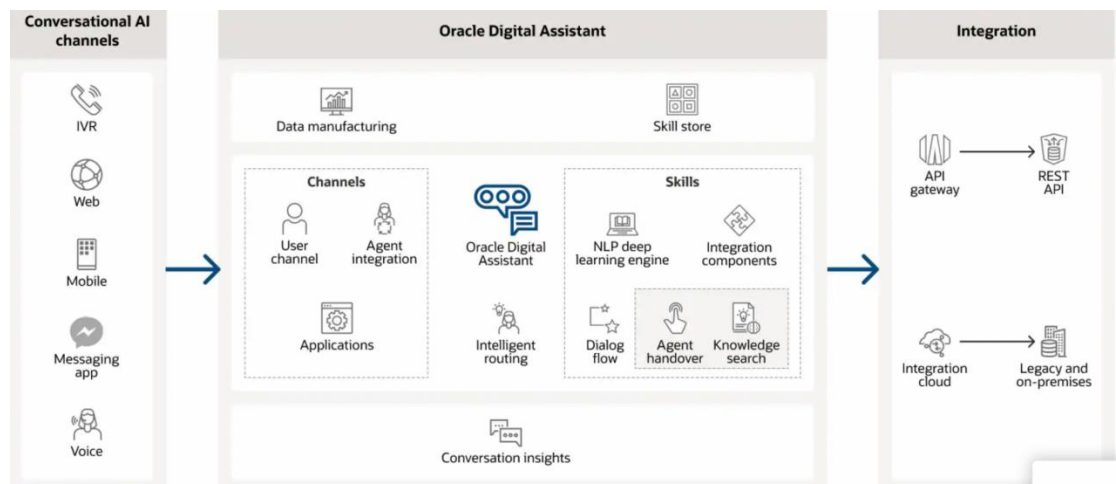 Conversational AI
channels
IVR
Web
Mobile
Messaging
app
Voice
Oracle Digital Assistant
Data manufacturing
Skill store
Channels
User
channel
Agent
integration
Applications
Oracle Digital
Assistant
Intelligent
routing
Skills
NLP deep
learning engine
Integration
components
Dialog
flow
Agent
handover
Knowledge
search
Conversation insights
Integration
API
gateway
REST
API
Integration
cloud
Legacy and
on-premises